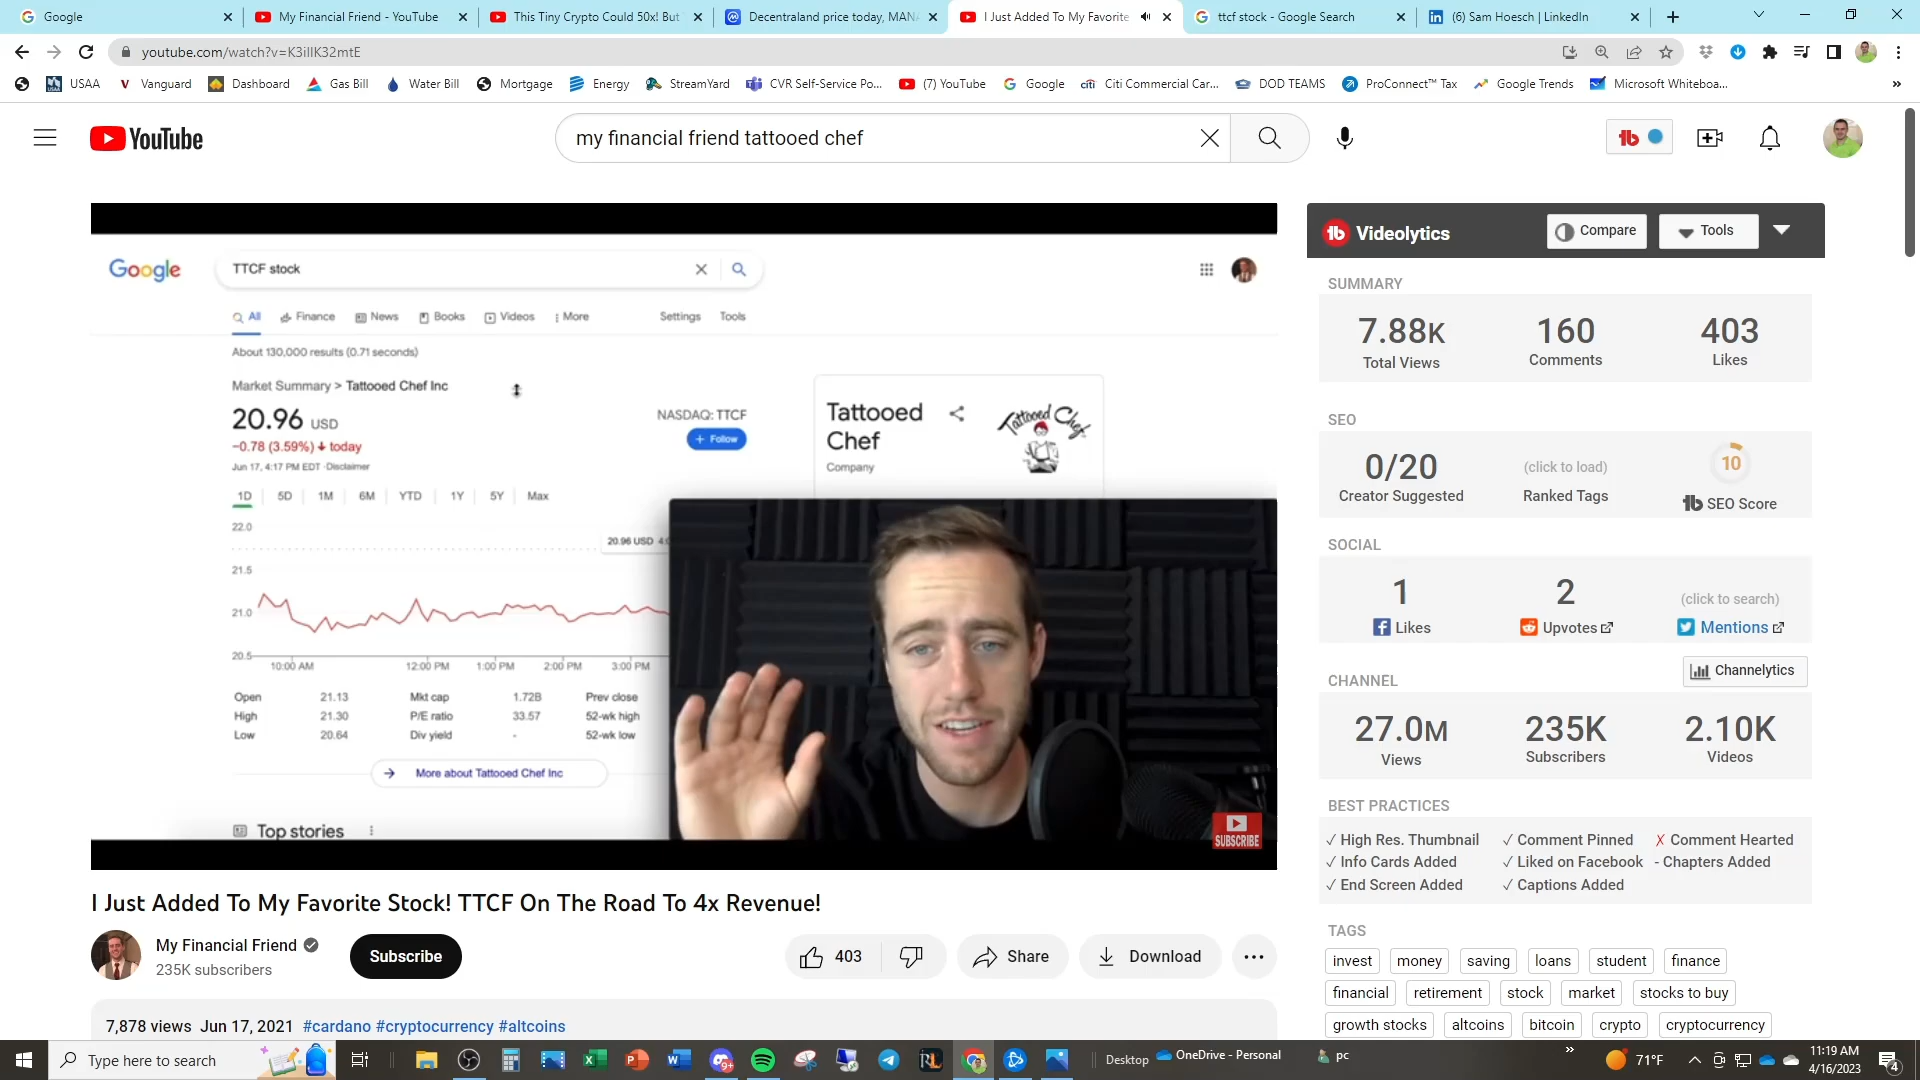 Google
My Financial Friend - YouTube
This Tiny Crypto Could 50x! But
Decentraland price today, MAN
I Just Added To My Favorite
ttcf stock - Google Search
(6) Sam Hoesch | LinkedIn
USAA
Vanguard
Dashboard
Gas Bill
Water Bill
Mortgage
Energy
StreamYard
CVR Self-Service Po...
(7) YouTube
Google
citi Citi Commercial Car...
DOD TEAMS
ProConnect™ Tax
Google Trends
Microsoft Whiteboa...
YouTube
my financial friend tattooed chef
Google
TTCF stock
All
Finance
News
Books
Videos
More
Settings
Tools
About 130,000 results (0.71 seconds)
Market Summary > Tattooed Chef Inc
20.96 USD
−0.78 (3.59%) ↓ today
Jun 17, 4:17 PM EDT · Disclaimer
NASDAQ: TTCF
+ Follow
1D
5D
1M
6M
YTD
1Y
5Y
Max
22.0
20.96 USD
21.5
21.0
20.5
10:00 AM
12:00 PM
1:00 PM
2:00 PM
3:00 PM
Open 21.13 Mkt cap 1.72B Prev close
High 21.30 P/E ratio 33.57 52-wk high
Low 20.64 Div yield - 52-wk low
More about Tattooed Chef Inc
Top stories
Tattooed
Chef
Company
Tattooed Chef
SUBSCRIBE
I Just Added To My Favorite Stock! TTCF On The Road To 4x Revenue!
My Financial Friend
235K subscribers
Subscribe
403
Share
Download
7,878 views Jun 17, 2021 #cardano #cryptocurrency #altcoins
Videolytics
Compare
Tools
SUMMARY
7.88K 160 403
Total Views Comments Likes
SEO
0/20 (click to load) 10
Creator Suggested Ranked Tags SEO Score
SOCIAL
1 2 (click to search)
Likes Upvotes Mentions
CHANNEL
Channelytics
27.0M 235K 2.10K
Views Subscribers Videos
BEST PRACTICES
✓ High Res. Thumbnail ✓ Comment Pinned ✗ Comment Hearted
✓ Info Cards Added ✓ Liked on Facebook - Chapters Added
✓ End Screen Added ✓ Captions Added
TAGS
invest money saving loans student finance
financial retirement stock market stocks to buy
growth stocks altcoins bitcoin crypto cryptocurrency
Type here to search
Desktop
OneDrive - Personal
pc
71°F
11:19 AM
4/16/2023
4
youtube.com/watch?v=